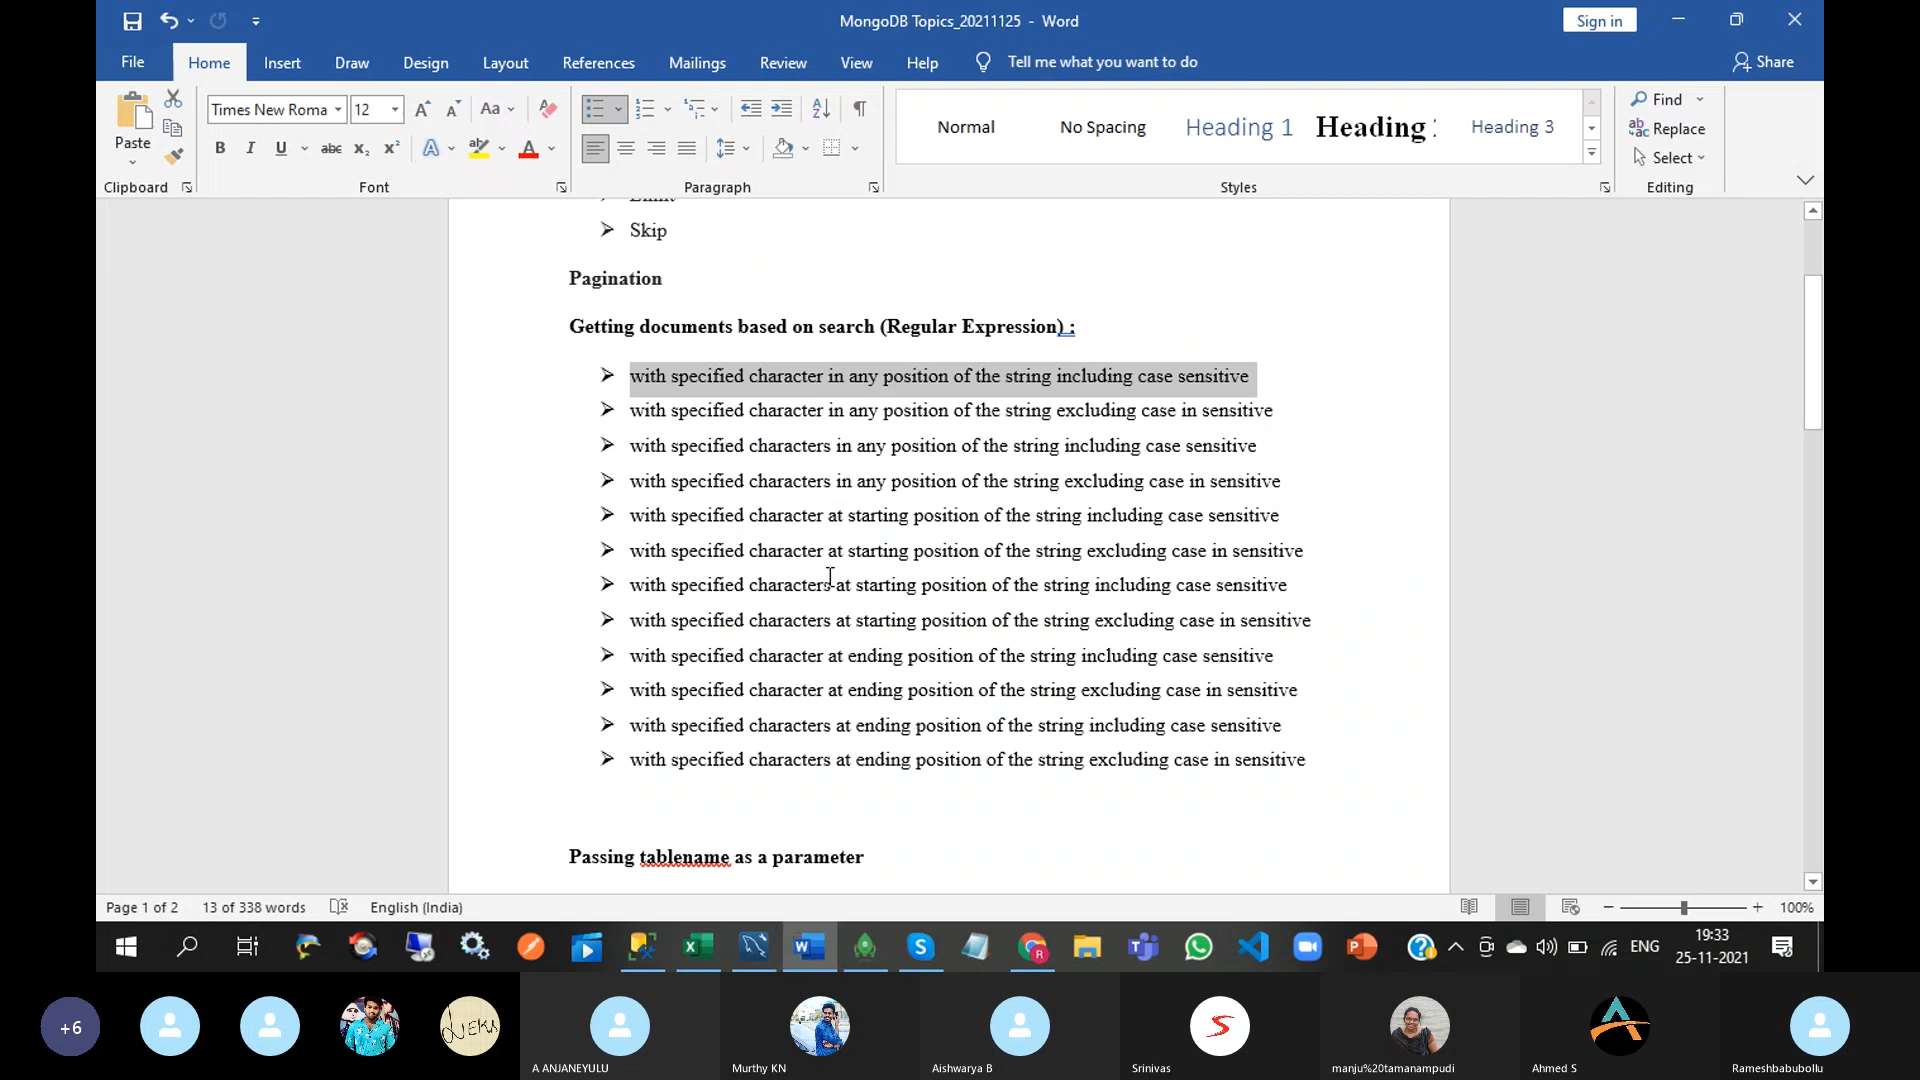 MongoDB Topics_20211125 - Word
Sign in
File Home Insert Draw Design Layout References Mailings Review View Help Tell me what you want to do Share
Paste
Times New Roma 12 Aa
B I U abc x₂ x² A ab A
Normal No Spacing Heading 1 Heading Heading 3
Find
Replace
Select
Clipboard Font Paragraph Styles Editing
Limit
Skip
Pagination
Getting documents based on search (Regular Expression) :
with specified character in any position of the string including case sensitive
with specified character in any position of the string excluding case in sensitive
with specified characters in any position of the string including case sensitive
with specified characters in any position of the string excluding case in sensitive
with specified character at starting position of the string including case sensitive
with specified character at starting position of the string excluding case in sensitive
with specified characters at starting position of the string including case sensitive
with specified characters at starting position of the string excluding case in sensitive
with specified character at ending position of the string including case sensitive
with specified character at ending position of the string excluding case in sensitive
with specified characters at ending position of the string including case sensitive
with specified characters at ending position of the string excluding case in sensitive
Passing tablename as a parameter
Page 1 of 2 13 of 338 words English (India) 100%
ENG
19:33
25-11-2021
+6
A ANJANEYULU Murthy KN Aishwarya B Srinivas manju%20tamanampudi Ahmed S Rameshbabubollu